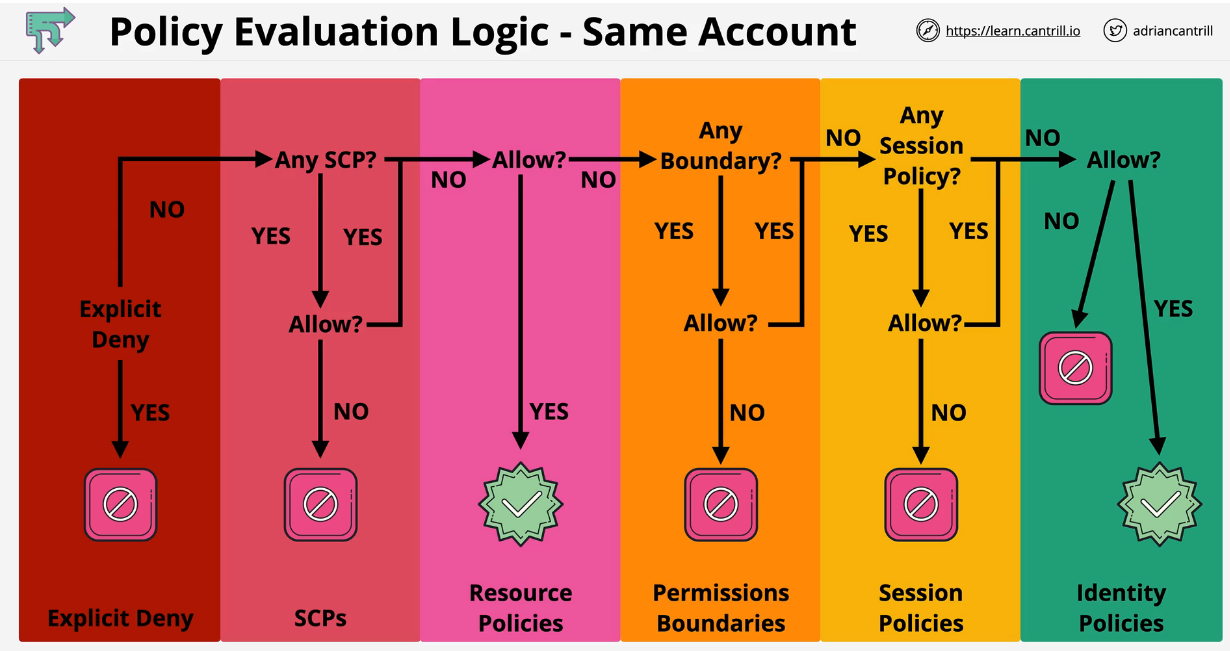 Policy Evaluation Logic - Same Account
https://learn.cantrill.io
adriancantrill
NO
Explicit
Deny
YES
Explicit Deny
Any SCP?
NO
YES
YES
Allow?
NO
SCPs
Allow?
NO
YES
Resource
Policies
Any
Boundary?
NO
YES
YES
Allow?
NO
Permissions
Boundaries
Any
Session
Policy?
NO
YES
YES
Allow?
NO
Session
Policies
Allow?
NO
YES
Identity
Policies